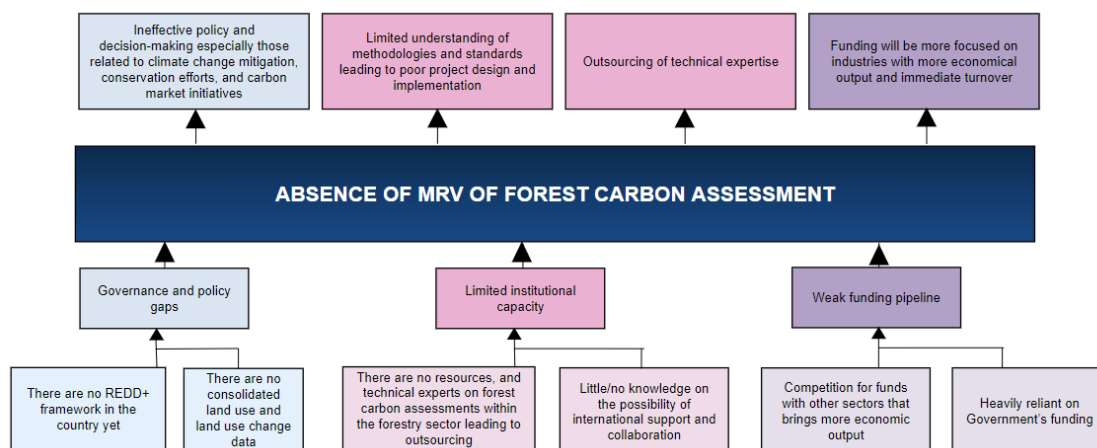 Ineffective policy and
decision-making especially those
related to climate change mitigation,
conservation efforts, and carbon
market initiatives
Limited understanding of
methodologies and standards
leading to poor project design and
implementation
Outsourcing of technical expertise
Funding will be more focused on
industries with more economical
output and immediate turnover
ABSENCE OF MRV OF FOREST CARBON ASSESSMENT
Governance and policy
gaps
Limited institutional
capacity
Weak funding pipeline
There are no REDD+
framework in the
country yet
There are no
consolidated
land use and
land use change
data
There are no resources, and
technical experts on forest
carbon assessments within
the forestry sector leading to
outsourcing
Little/no knowledge on
the possibility of
international support and
collaboration
Competition for funds
with other sectors that
brings more economic
output
Heavily reliant on
Government's funding